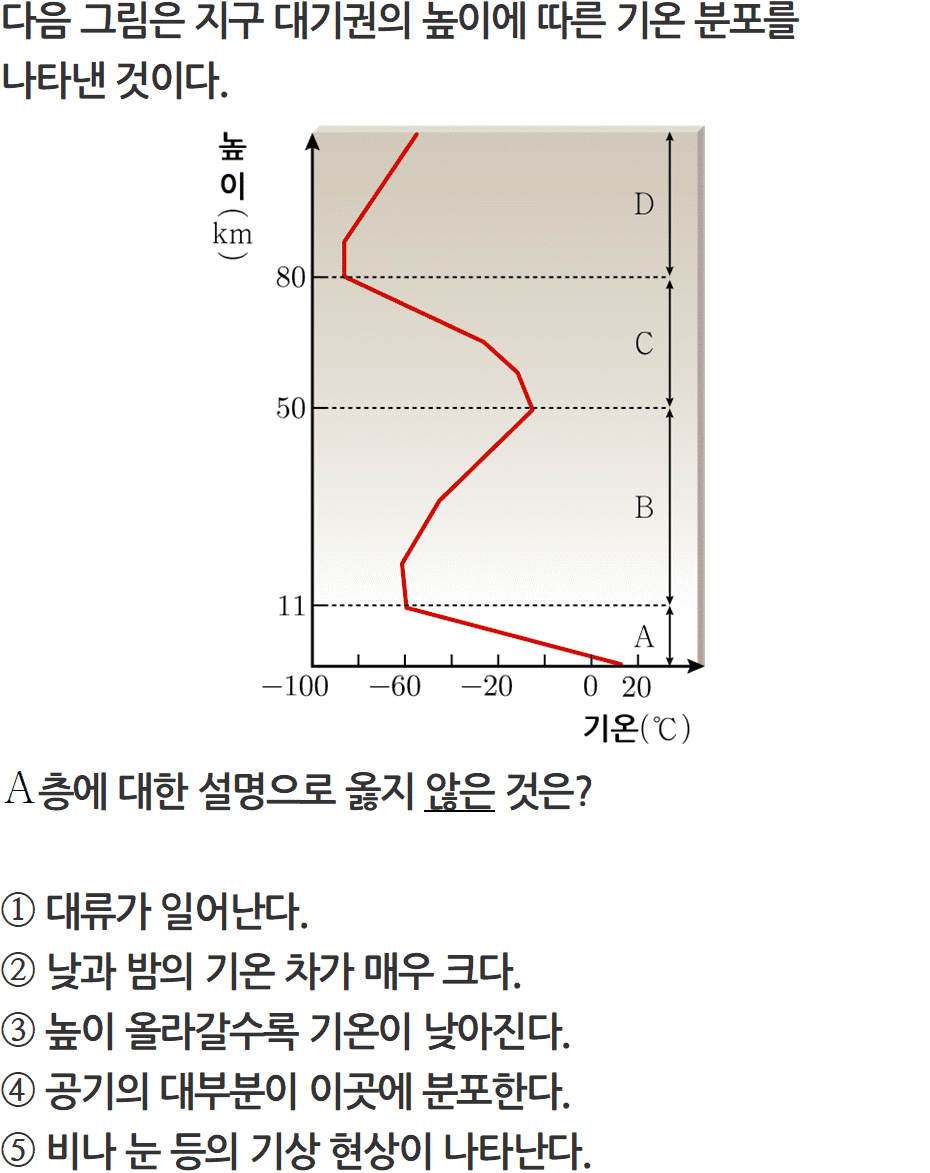 다음 그림은 지구 대기권의 높이에 따른 기온 분포를
나타낸 것이다.
높이(km)
D
80
C
50
B
11
A
−100 −60 −20 0 20
기온(℃)
A층에 대한 설명으로 옳지 않은 것은?
① 대류가 일어난다.
② 낮과 밤의 기온 차가 매우 크다.
③ 높이 올라갈수록 기온이 낮아진다.
④ 공기의 대부분이 이곳에 분포한다.
⑤ 비나 눈 등의 기상 현상이 나타난다.